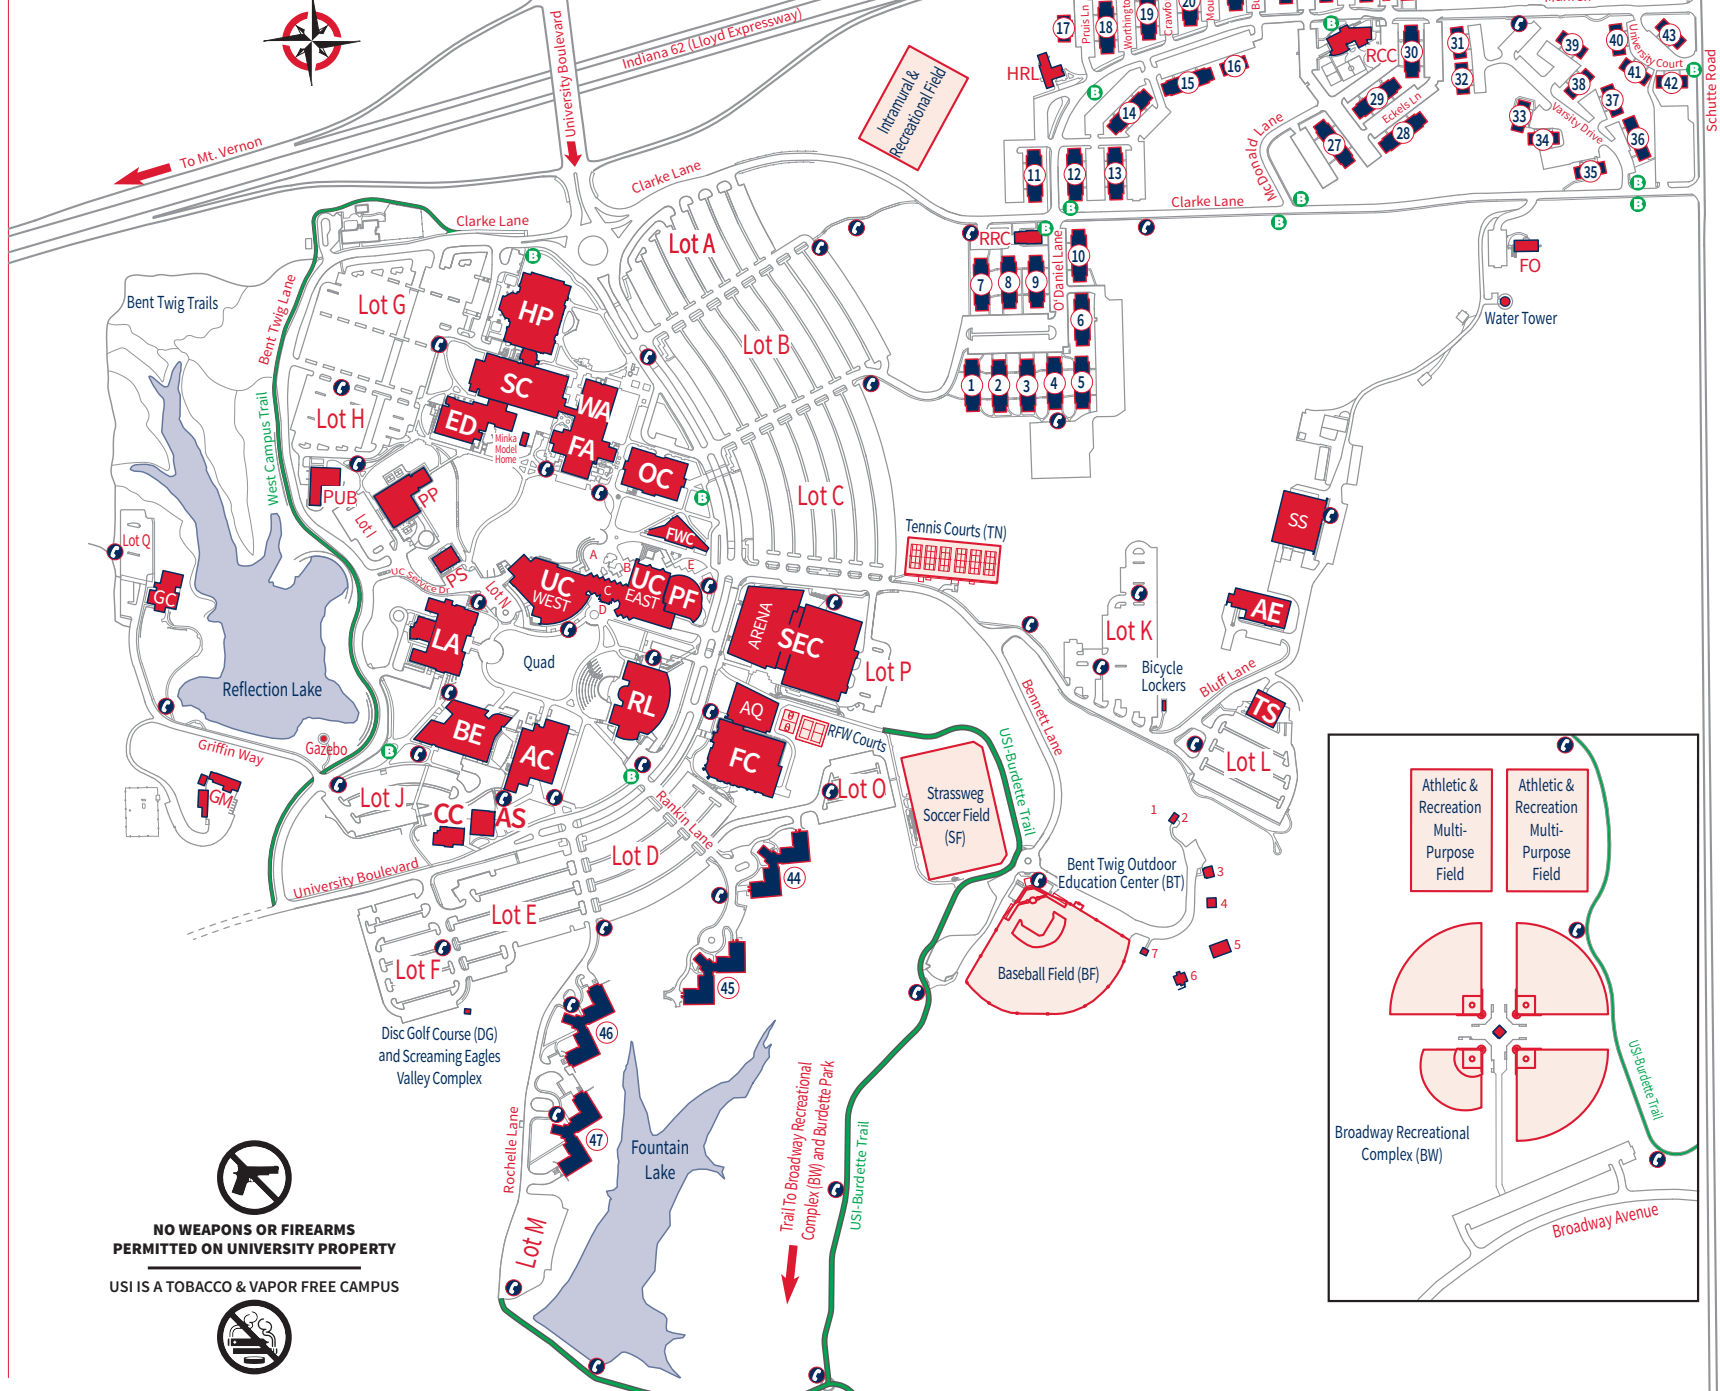 17
18
19
20
Pruis Ln
Worthington
Crawfo
Mou
Bu
HRL
16
15
14
Intramural &
Recreational Field
RCC
30
31
32
29
Eckels Ln
28
27
39
40
43
University Court
41
42
38
37
33
Varsity Drive
34
36
35
Schutte Road
McDonald Lane
University Boulevard
Indiana 62 (Lloyd Expressway)
To Mt. Vernon
Clarke Lane
Clarke Lane
Clarke Lane
11
12
13
B
RRC
10
7
8
9
O'Daniel Lane
6
1
2
3
4
5
FO
Water Tower
Bent Twig Trails
Bent Twig Lane
West Campus Trail
Lot G
Lot A
Lot B
Lot H
Lot C
HP
SC
WA
ED
FA
Minka
Model
Home
OC
PUB
PP
Lot I
FWC
PS
UC Service Dr
Lot N
UC
WEST
A
B
C
D
E
UC
EAST
PF
Lot Q
GC
LA
Quad
Reflection Lake
Gazebo
Griffin Way
GM
BE
AC
RL
ARENA
SEC
Lot P
AQ
FC
RFW Courts
Lot O
Tennis Courts (TN)
SS
AE
Lot K
Bicycle
Lockers
Bluff Lane
TS
Lot L
Bennett Lane
USI-Burdette Trail
Strassweg
Soccer Field
(SF)
Lot J
CC
AS
University Boulevard
Rankin Lane
Lot D
Lot E
Lot F
44
45
46
47
Disc Golf Course (DG)
and Screaming Eagles
Valley Complex
Rochelle Lane
Lot M
Fountain
Lake
Bent Twig Outdoor
Education Center (BT)
1
2
3
4
5
6
7
Baseball Field (BF)
Trail To Broadway Recreational
Complex (BW) and Burdette Park
USI-Burdette Trail
Athletic &
Recreation
Multi-
Purpose
Field
Athletic &
Recreation
Multi-
Purpose
Field
USI-Burdette Trail
Broadway Recreational
Complex (BW)
Broadway Avenue
NO WEAPONS OR FIREARMS
PERMITTED ON UNIVERSITY PROPERTY
USI IS A TOBACCO & VAPOR FREE CAMPUS